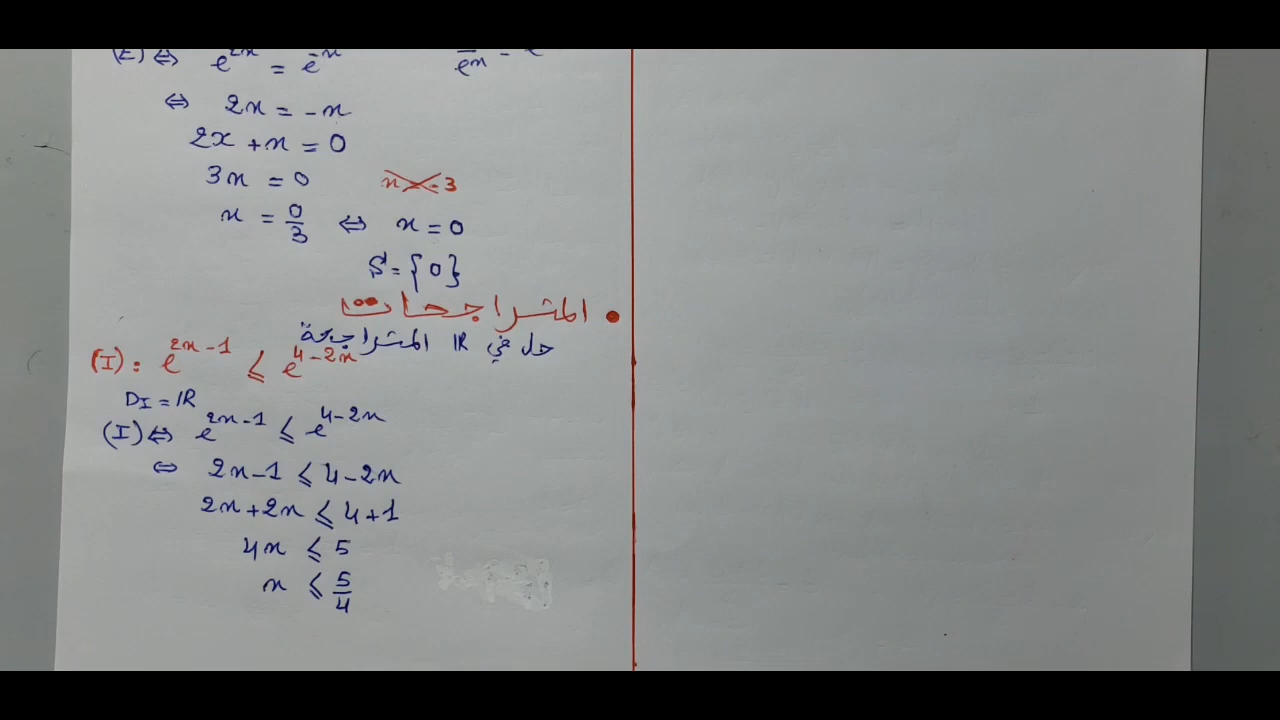 (E) ⇔ e^2x = e^-x
⇔ 2x = -x
2x + x = 0
3x = 0 x = -3
x = 0/3 ⇔ x = 0
S = {0}
• المتراجحات
حل في IR المتراجحة
(I) : e^2x-1 ≤ e^4-2x
D_I = IR
(I) ⇔ e^2x-1 ≤ e^4-2x
⇔ 2x-1 ≤ 4-2x
2x+2x ≤ 4+1
4x ≤ 5
x ≤ 5/4